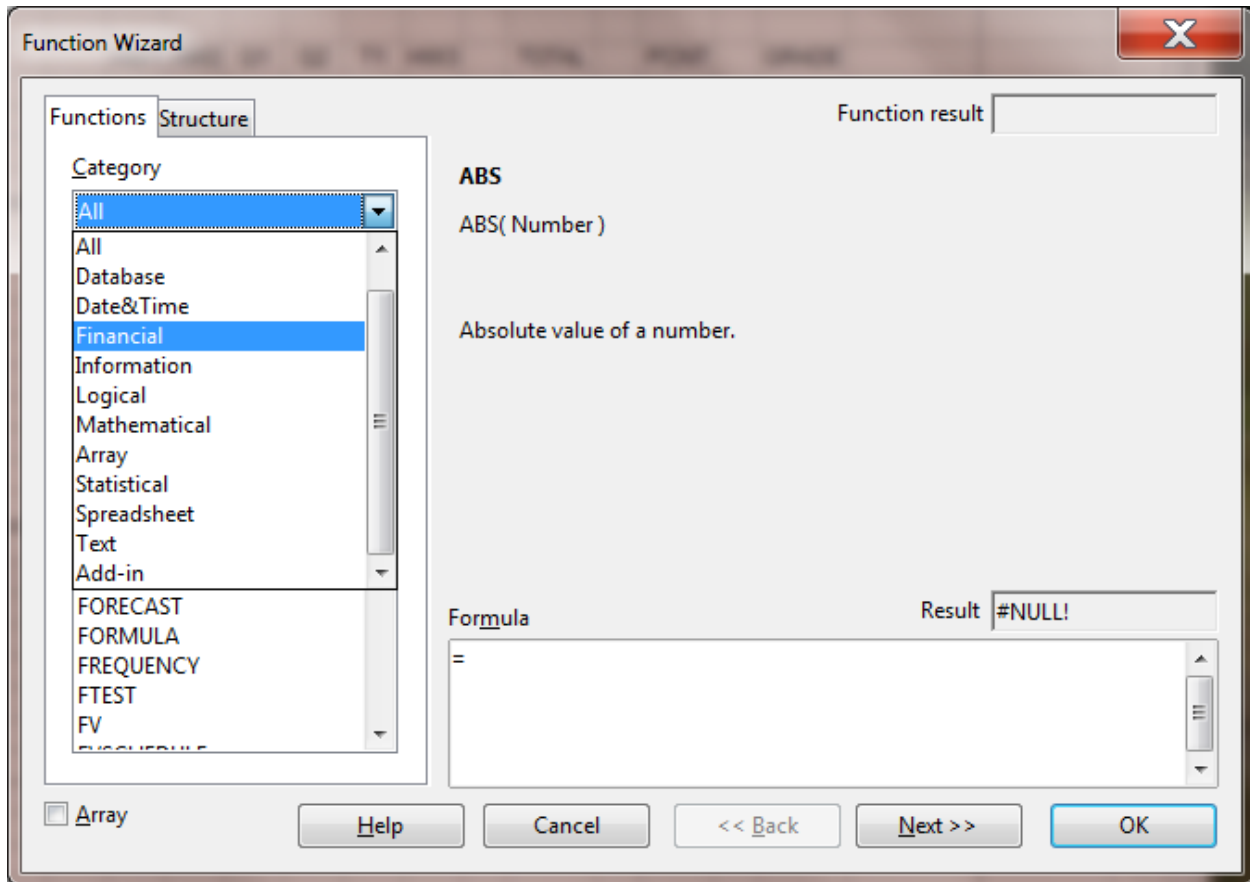 Function Wizard
Functions
Structure
Function result
Category
All
All
Database
Date&Time
Financial
Information
Logical
Mathematical
Array
Statistical
Spreadsheet
Text
Add-in
FORECAST
FORMULA
FREQUENCY
FTEST
FV
ABS
ABS( Number )
Absolute value of a number.
Formula
Result
#NULL!
=
Array
Help
Cancel
<< Back
Next >>
OK